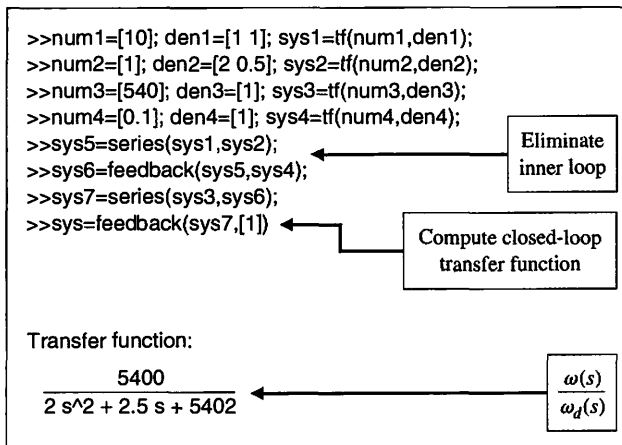 >>num1=[10]; den1=[1 1]; sys1=tf(num1,den1);
>>num2=[1]; den2=[2 0.5]; sys2=tf(num2,den2);
>>num3=[540]; den3=[1]; sys3=tf(num3,den3);
>>num4=[0.1]; den4=[1]; sys4=tf(num4,den4);
>>sys5=series(sys1,sys2);
>>sys6=feedback(sys5,sys4);
>>sys7=series(sys3,sys6);
>>sys=feedback(sys7,[1])
Eliminate
inner loop
Compute closed-loop
transfer function
Transfer function:
5400
2 s^2 + 2.5 s + 5402
ω(s)
ω_d(s)